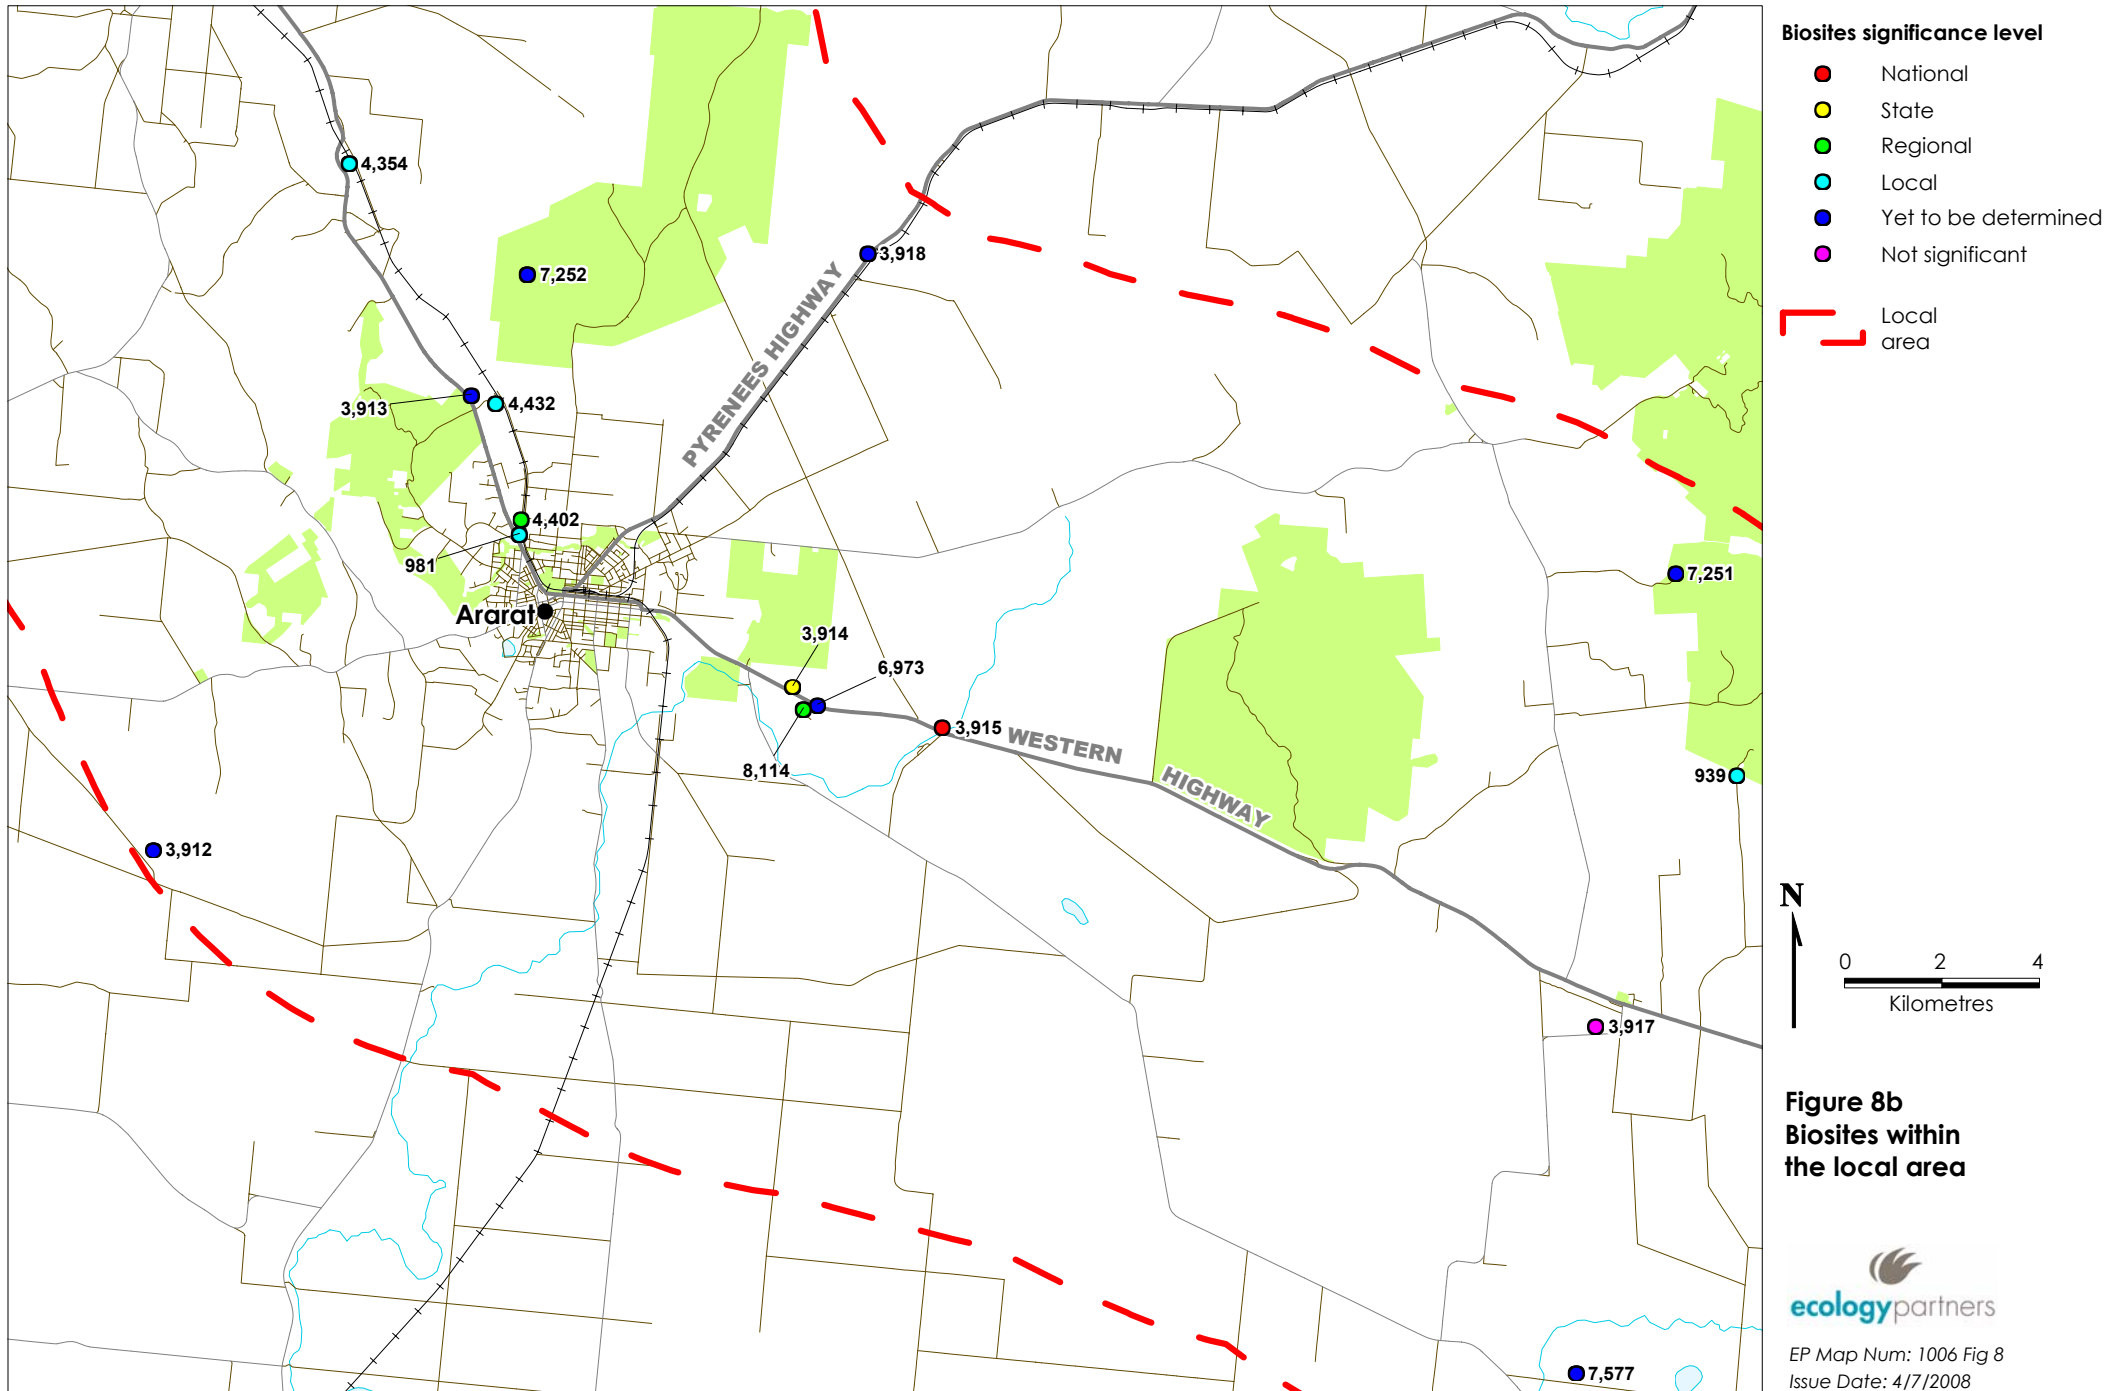 Biosites significance level
National
State
Regional
Local
Yet to be determined
Not significant
Local
area
4,354
7,252
3,918
PYRENEES HIGHWAY
3,913
4,432
4,402
981
Ararat
7,251
3,914
6,973
3,915
WESTERN
HIGHWAY
8,114
939
3,912
3,917
7,577
N
0 2 4
Kilometres
Figure 8b
Biosites within
the local area
ecologypartners
EP Map Num: 1006 Fig 8
Issue Date: 4/7/2008